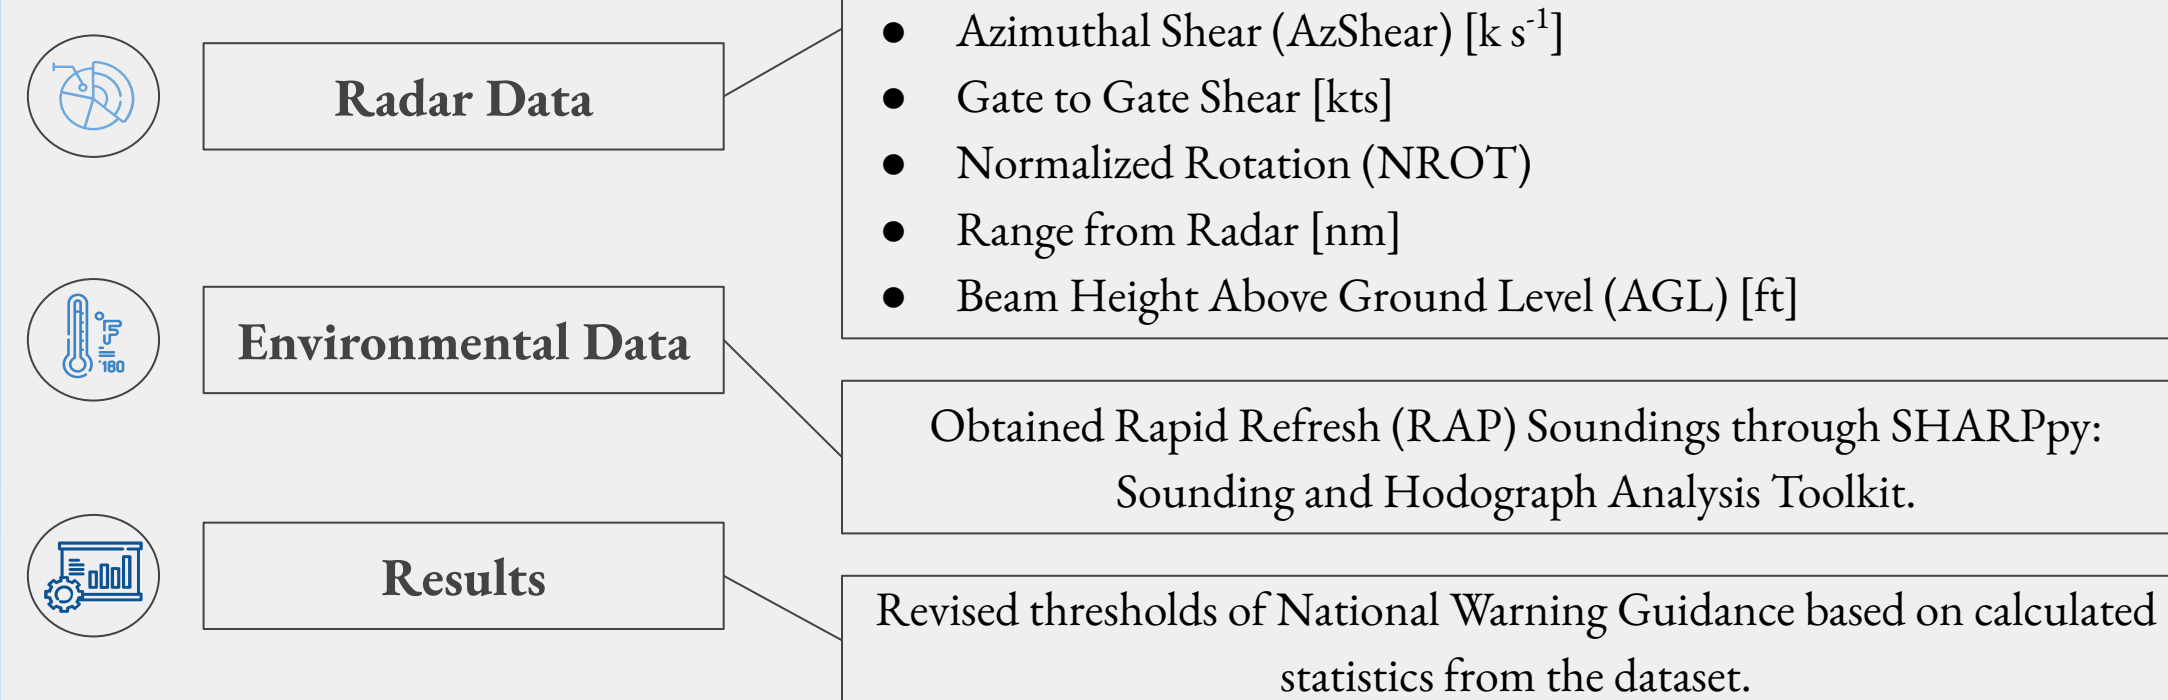 Radar Data
● Azimuthal Shear (AzShear) [k s⁻¹]
● Gate to Gate Shear [kts]
● Normalized Rotation (NROT)
● Range from Radar [nm]
● Beam Height Above Ground Level (AGL) [ft]
°F
180
Environmental Data
Obtained Rapid Refresh (RAP) Soundings through SHARPpy:
Sounding and Hodograph Analysis Toolkit.
Results
Revised thresholds of National Warning Guidance based on calculated
statistics from the dataset.